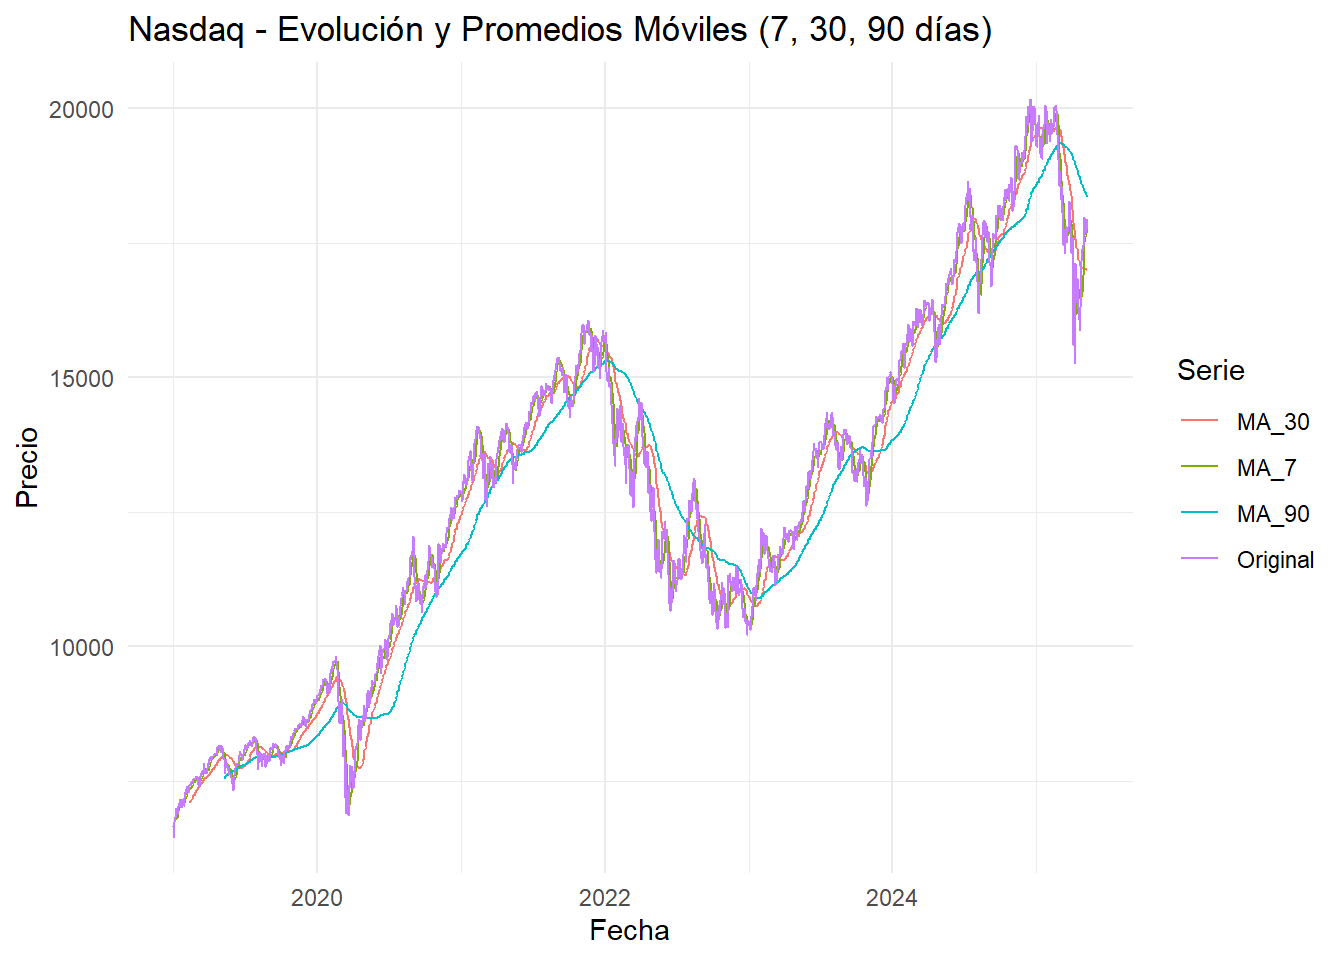 Nasdaq - Evolución y Promedios Móviles (7, 30, 90 días)
20000
15000
10000
Precio
2020
2022
2024
Fecha
Serie
MA_30
MA_7
MA_90
Original